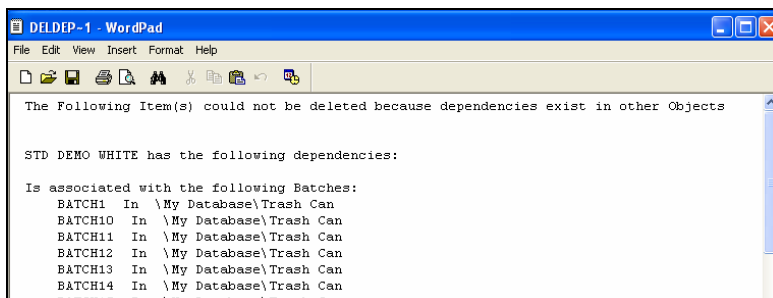 DELDEP~1 - WordPad
File Edit View Insert Format Help
The Following Item(s) could not be deleted because dependencies exist in other Objects
STD DEMO WHITE has the following dependencies:
Is associated with the following Batches:
BATCH1 In \My Database\Trash Can
BATCH10 In \My Database\Trash Can
BATCH11 In \My Database\Trash Can
BATCH12 In \My Database\Trash Can
BATCH13 In \My Database\Trash Can
BATCH14 In \My Database\Trash Can